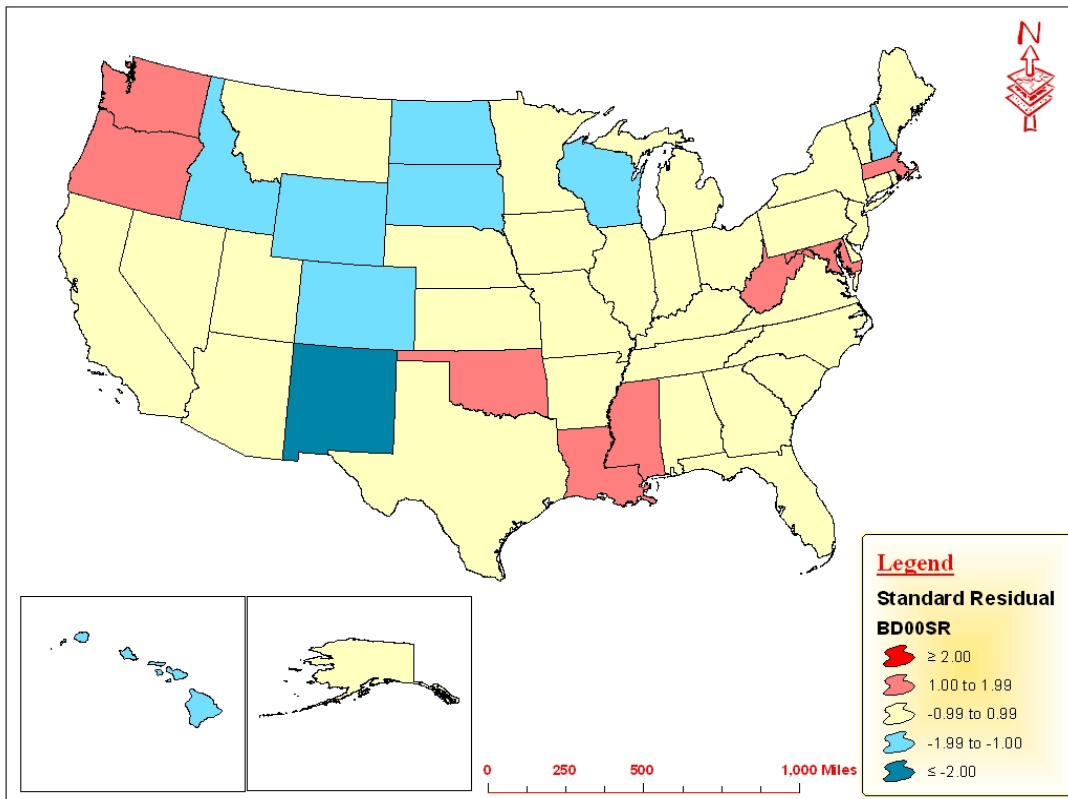 N
Legend
Standard Residual
BD00SR
≥ 2.00
1.00 to 1.99
-0.99 to 0.99
-1.99 to -1.00
≤ -2.00
0 250 500 1,000 Miles